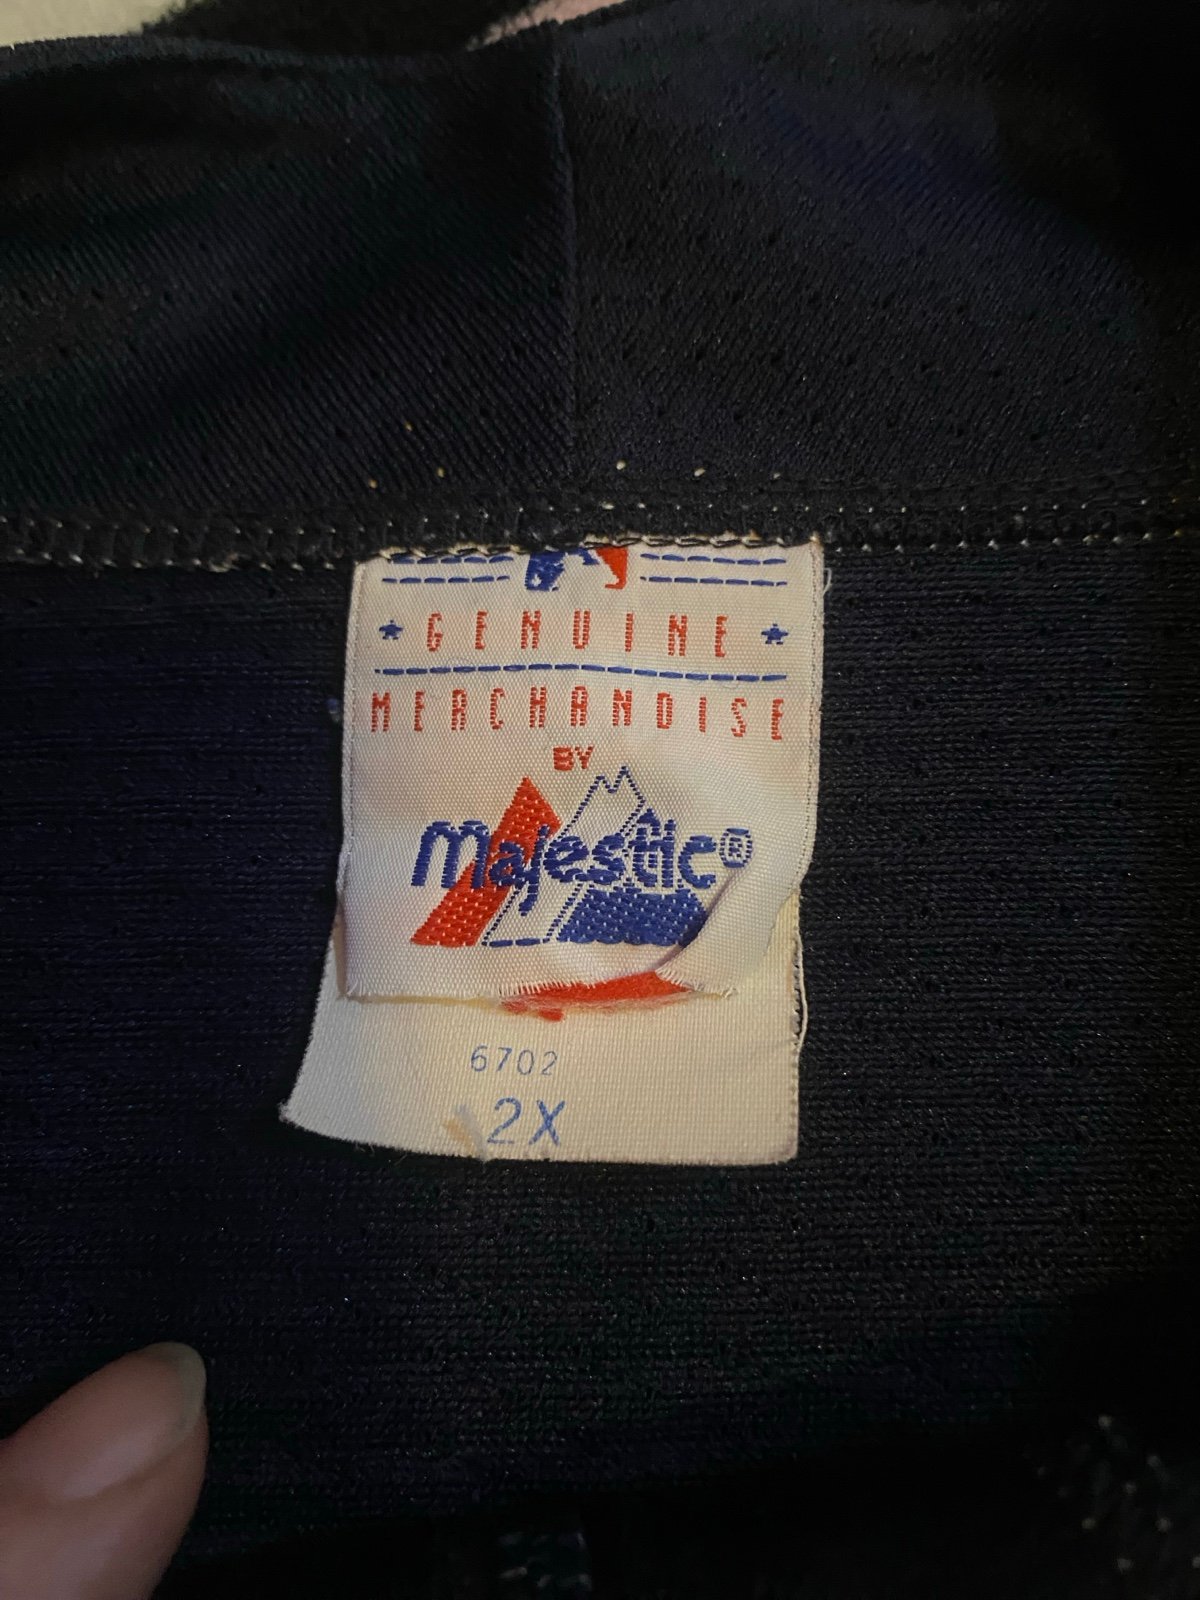 GENUINE
MERCHANDISE
BY
Majestic®
6702
2X